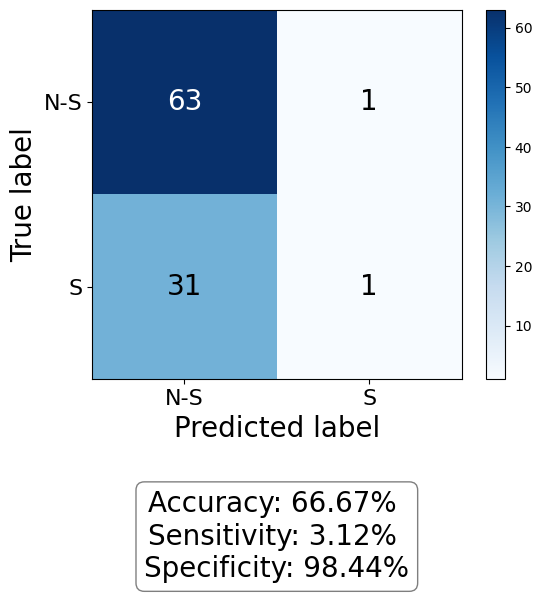 60
N-S
63
1
50
40
True label
30
S
31
1
20
10
N-S
S
Predicted label
Accuracy: 66.67%
Sensitivity: 3.12%
Specificity: 98.44%